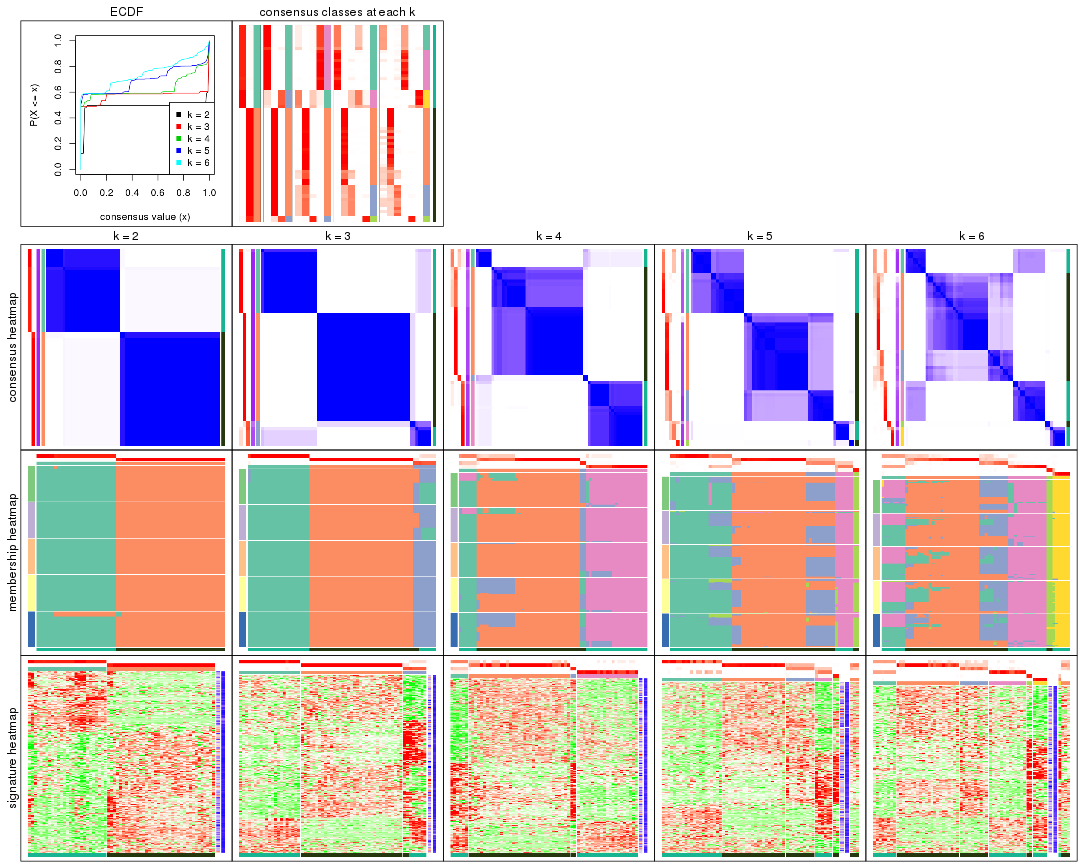 ECDF
consensus classes at each k
P(X <= x)
0.0 0.2 0.4 0.6 0.8 1.0
k = 2
k = 3
k = 4
k = 5
k = 6
0.0 0.2 0.4 0.6 0.8 1.0
consensus value (x)
k = 2
k = 3
k = 4
k = 5
k = 6
consensus heatmap
membership heatmap
signature heatmap